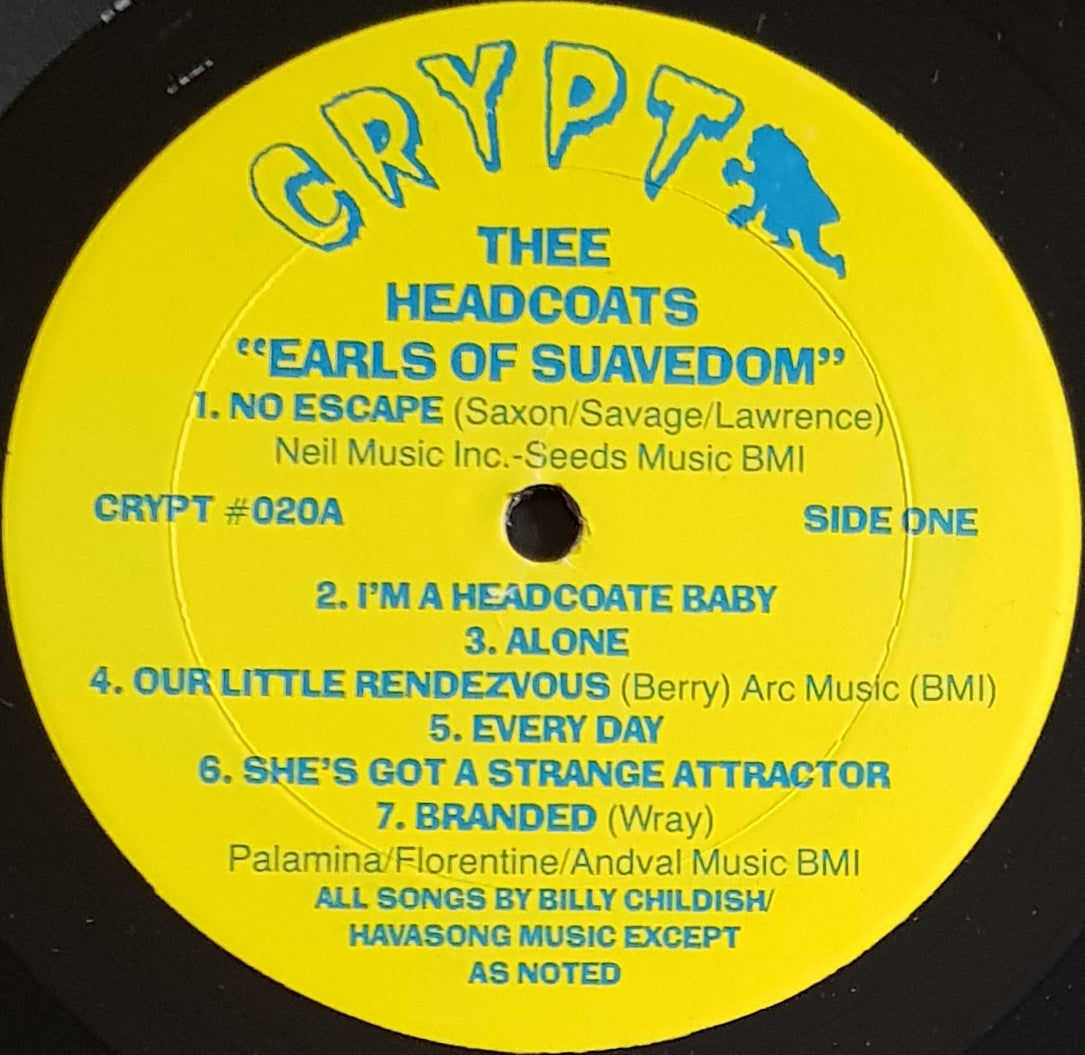 CRYPT
THEE
HEADCOATS
“EARLS OF SUAVEDOM”
1. NO ESCAPE (Saxon/Savage/Lawrence)
Neil Music Inc.-Seeds Music BMI
CRYPT #020A
SIDE ONE
2. I'M A HEADCOATE BABY
3. ALONE
4. OUR LITTLE RENDEZVOUS (Berry) Arc Music (BMI)
5. EVERY DAY
6. SHE'S GOT A STRANGE ATTRACTOR
7. BRANDED (Wray)
Palamina/Florentine/Andval Music BMI
ALL SONGS BY BILLY CHILDISH/
HAVASONG MUSIC EXCEPT
AS NOTED